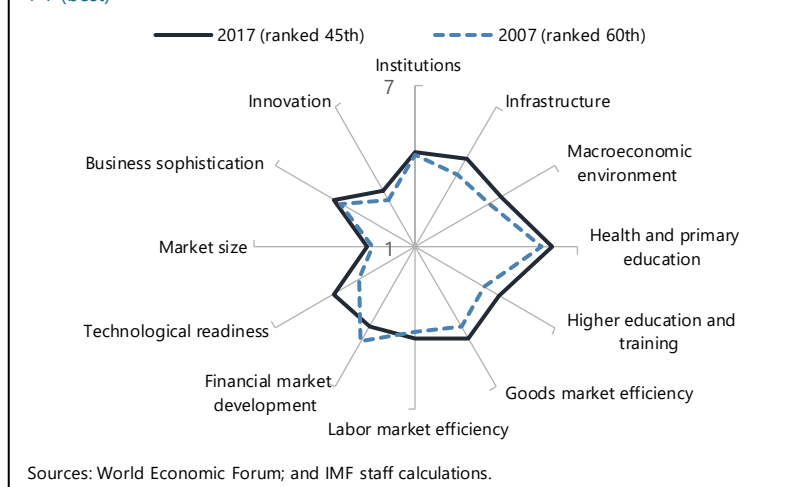 2017 (ranked 45th)
2007 (ranked 60th)
Institutions
7
Innovation
Infrastructure
Business sophistication
Macroeconomic
environment
Market size
1
Health and primary
education
Technological readiness
Higher education and
training
Financial market
development
Goods market efficiency
Labor market efficiency
Sources: World Economic Forum; and IMF staff calculations.